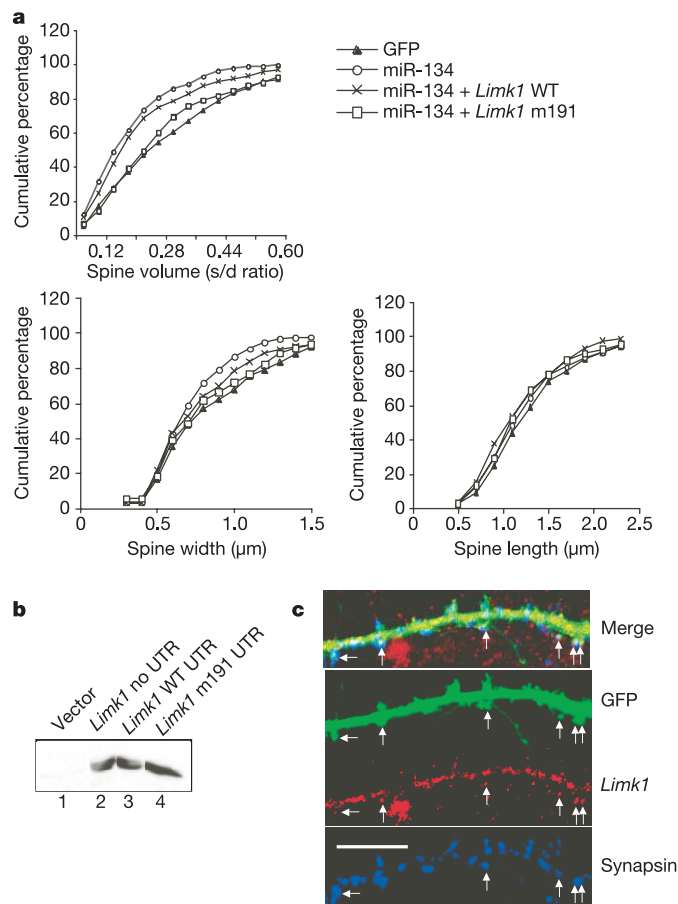 a
GFP
miR-134
miR-134 + Limk1 WT
miR-134 + Limk1 m191
Cumulative percentage
120
100
80
60
40
20
0
0.12 0.28 0.44 0.60
Spine volume (s/d ratio)
Cumulative percentage
120
100
80
60
40
20
0
0 0.5 1.0 1.5
Spine width (µm)
Cumulative percentage
120
100
80
60
40
20
0
0 0.5 1.0 1.5 2.0 2.5
Spine length (µm)
b
Vector
Limk1 no UTR
Limk1 WT UTR
Limk1 m191 UTR
1 2 3 4
c
Merge
GFP
Limk1
Synapsin